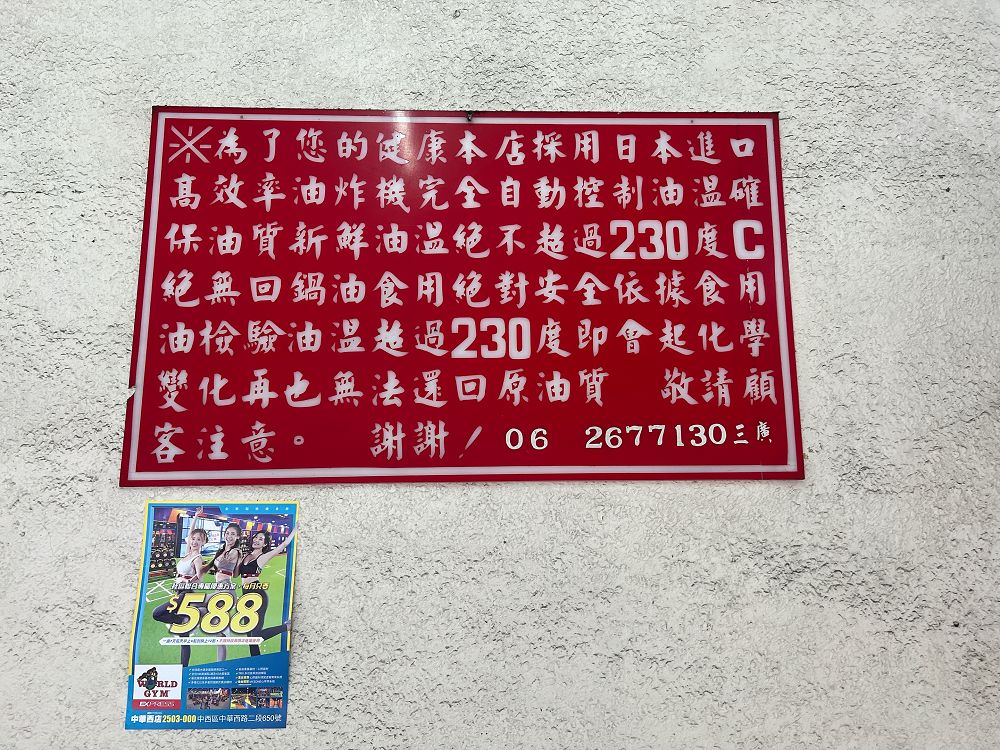 ※為了您的健康本店採用日本進口
高效率油炸機完全自動控制油溫確
保油質新鮮油溫絕不超過230度C
絕無回鍋油食用絕對安全依據食用
油檢驗油溫超過230度即會起化學
變化再也無法還回原油質　敬請顧
客注意。　謝謝！06 2677130三廣
$588
WORLD
GYM
EXPRESS
中華西店2503-000中西區中華西路二段650號